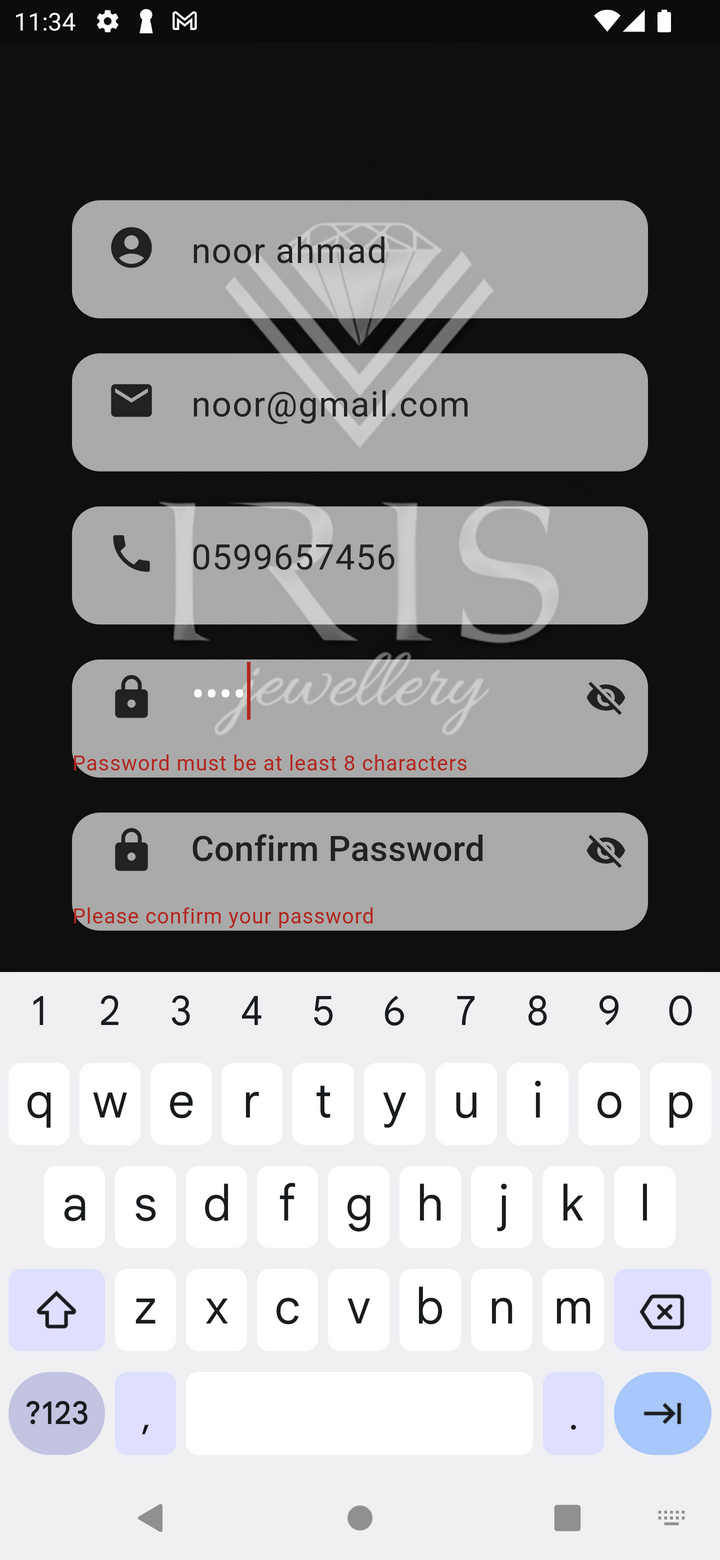 11:34
noor ahmad
noor@gmail.com
0599657456
IRIS
jewellery
••••
Password must be at least 8 characters
Confirm Password
Please confirm your password
1 2 3 4 5 6 7 8 9 0
q w e r t y u i o p
a s d f g h j k l
z x c v b n m
?123 , .